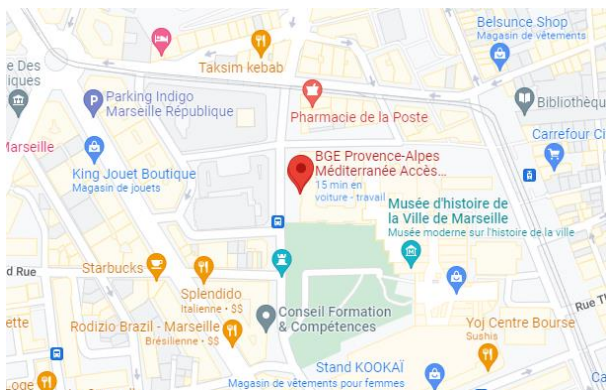 Belsunce Shop
Magasin de vêtements
Taksim kebab
e Des
iques
Parking Indigo
Marseille République
Pharmacie de la Poste
Bibliothèqu
Carrefour Ci
Marseille
King Jouet Boutique
Magasin de jouets
BGE Provence-Alpes
Méditerranée Accès...
15 min en
voiture - travail
Musée d'histoire de
la Ville de Marseille
Musée moderne sur l'histoire de la ville
d Rue
Starbucks
Splendido
Italienne • $$
Conseil Formation
& Compétences
Rue Th
ette
Rodizio Brazil - Marseille
Brésilienne • $$
Yoj Centre Bourse
Sushis
Stand KOOKAÏ
Magasin de vêtements pour femmes
Loge
Ca